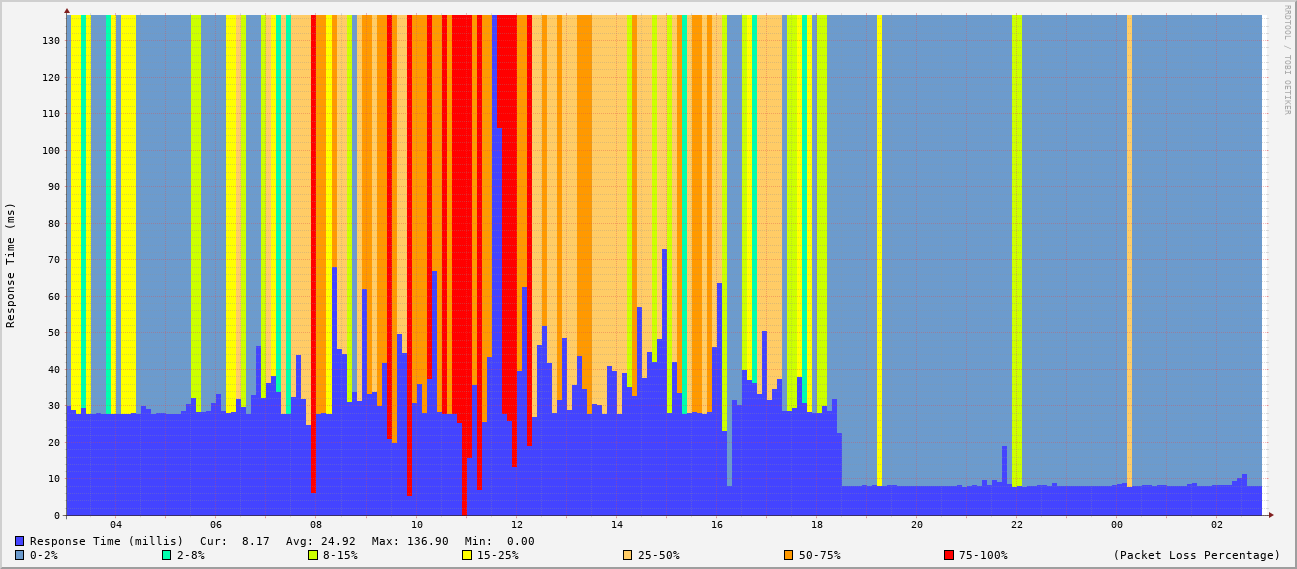 RRDTOOL / TOBI OETIKER
Response Time (ms)
130
120
110
100
90
80
70
60
50
40
30
20
10
0
04 06 08 10 12 14 16 18 20 22 00 02
Response Time (millis) Cur: 8.17 Avg: 24.92 Max: 136.90 Min: 0.00
0-2% 2-8% 8-15% 15-25% 25-50% 50-75% 75-100% (Packet Loss Percentage)